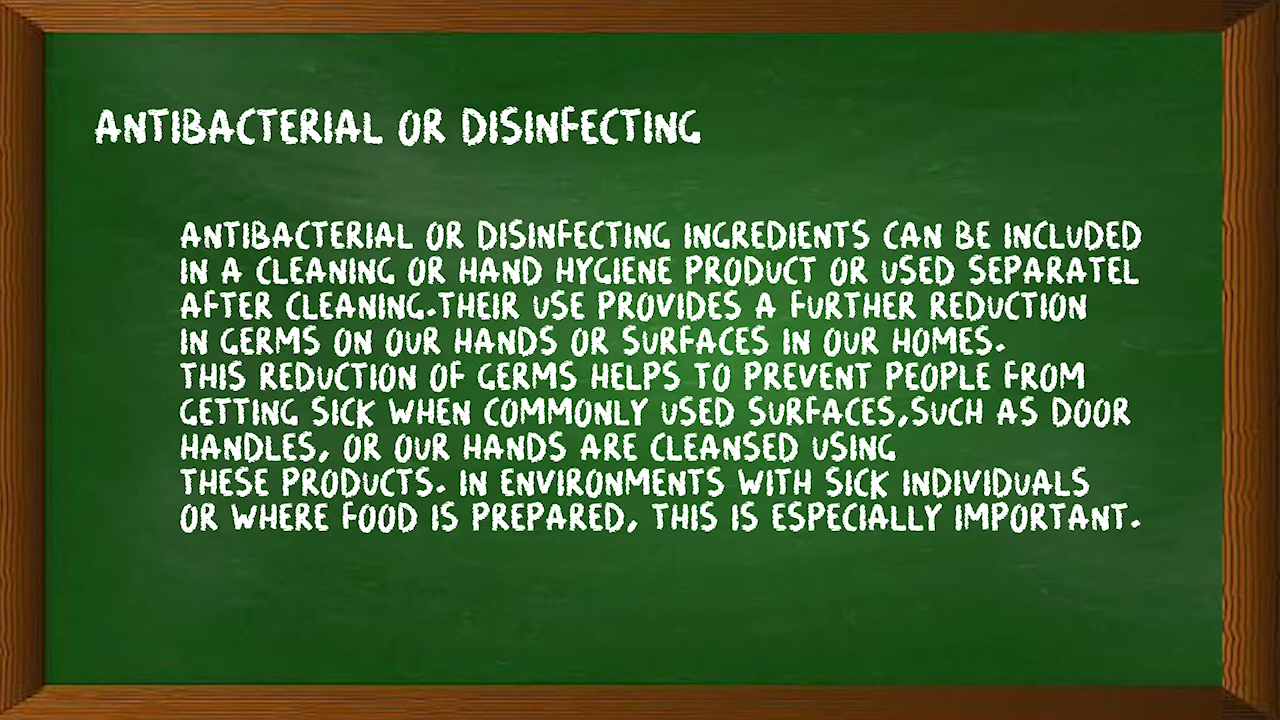 ANTIBACTERIAL OR DISINFECTING
ANTIBACTERIAL OR DISINFECTING INGREDIENTS CAN BE INCLUDED
IN A CLEANING OR HAND HYGIENE PRODUCT OR USED SEPARATEL
AFTER CLEANING.THEIR USE PROVIDES A FURTHER REDUCTION
IN GERMS ON OUR HANDS OR SURFACES IN OUR HOMES.
THIS REDUCTION OF GERMS HELPS TO PREVENT PEOPLE FROM
GETTING SICK WHEN COMMONLY USED SURFACES,SUCH AS DOOR
HANDLES, OR OUR HANDS ARE CLEANSED USING
THESE PRODUCTS. IN ENVIRONMENTS WITH SICK INDIVIDUALS
OR WHERE FOOD IS PREPARED, THIS IS ESPECIALLY IMPORTANT.